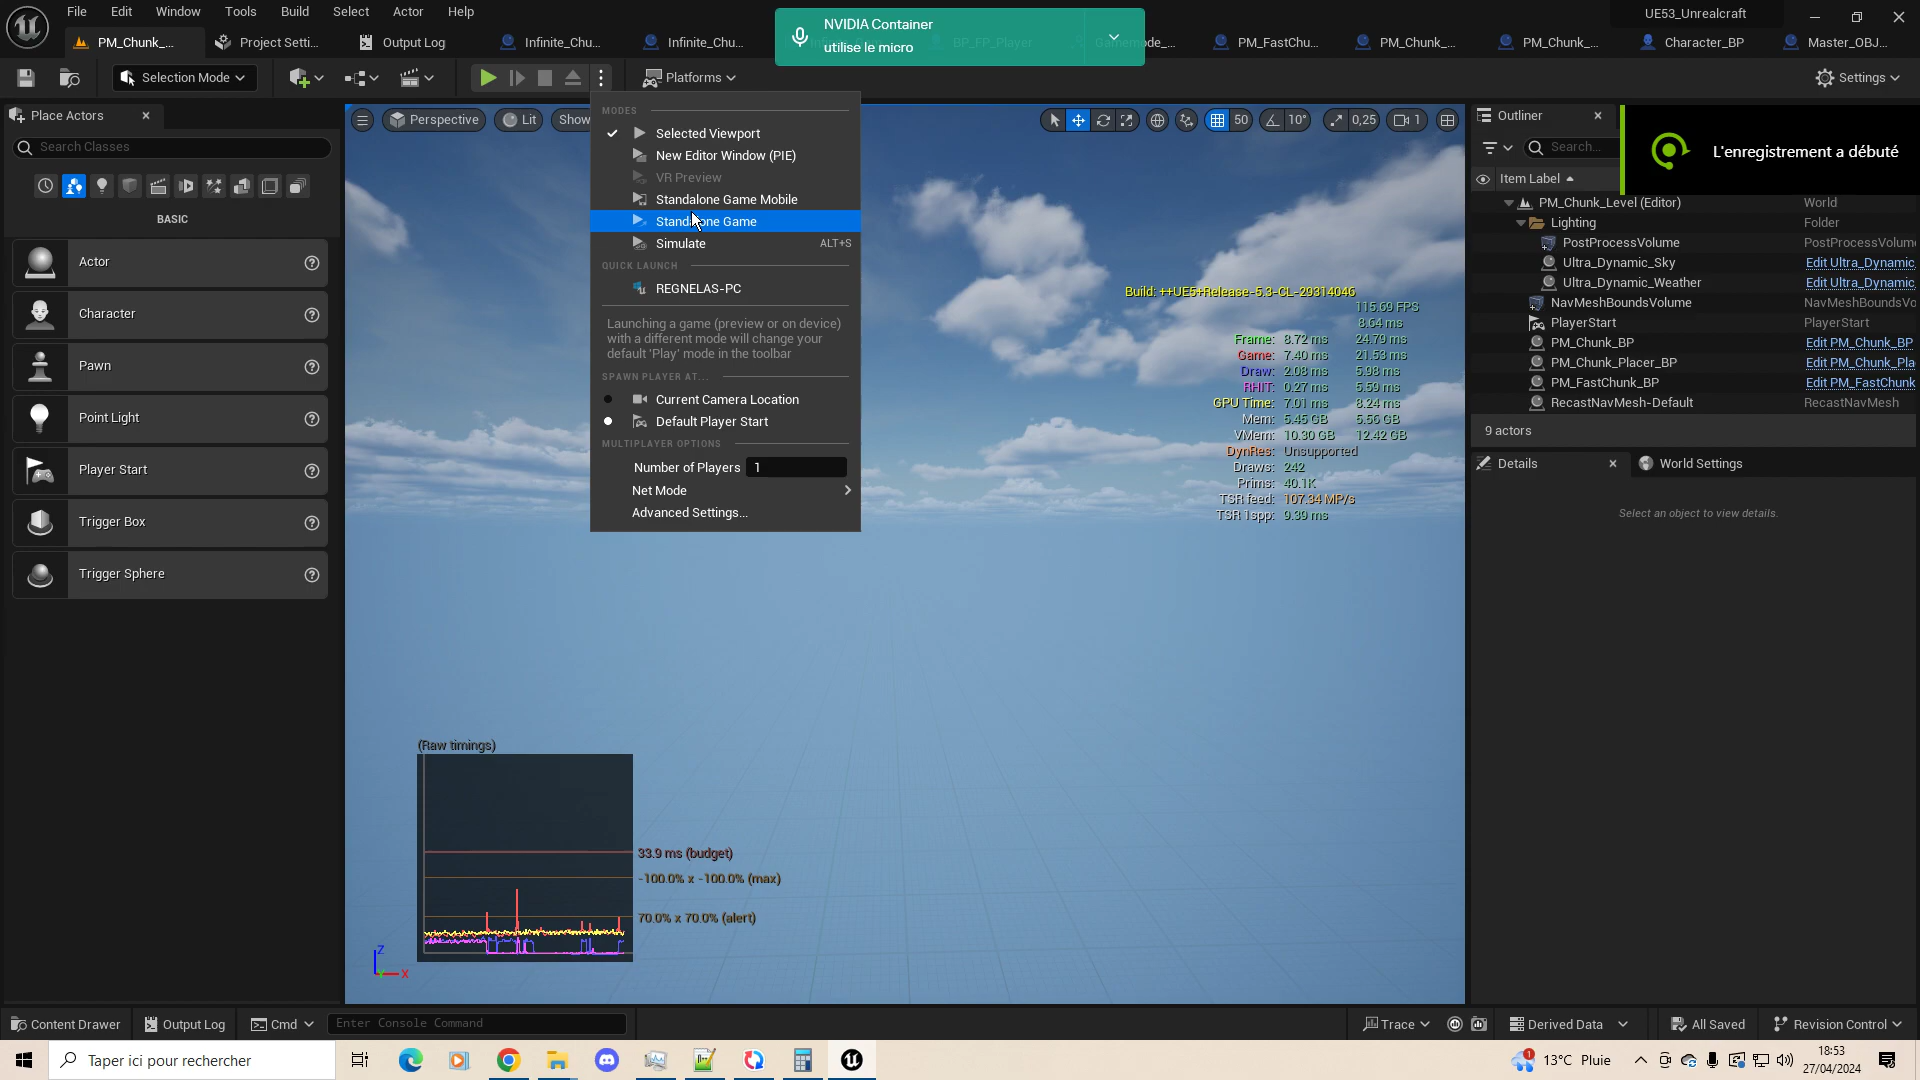 File Edit Window Tools Build Select Actor Help
UE53_Unrealcraft
NVIDIA Container
utilise le micro
PM_Chunk_...
Project Setti...
Output Log
Infinite_Chu...
Infinite_Chu...
BP_FP_Player
Gamemode_...
PM_FastChu...
PM_Chunk_...
PM_Chunk_...
Character_BP
Master_OBJ...
Selection Mode
Platforms
Settings
Place Actors
Search Classes
BASIC
Actor
Character
Pawn
Point Light
Player Start
Trigger Box
Trigger Sphere
Perspective
Lit
Show
MODES
Selected Viewport
New Editor Window (PIE)
VR Preview
Standalone Game Mobile
Standalone Game
Simulate ALT+S
QUICK LAUNCH
REGNELAS-PC
Launching a game (preview or on device)
with a different mode will change your
default 'Play' mode in the toolbar
SPAWN PLAYER AT...
Current Camera Location
Default Player Start
MULTIPLAYER OPTIONS
Number of Players 1
Net Mode
Advanced Settings...
50
10°
0,25
1
Build: ++UE5+Release-5.3-CL-29314046
115.69 FPS
8.64 ms
Frame: 8.72 ms 24.79 ms
Game: 7.40 ms 21.53 ms
Draw: 2.08 ms 5.98 ms
RHIT: 0.27 ms 5.59 ms
GPU Time: 7.01 ms 8.24 ms
Mem: 5.45 GB 5.56 GB
VMem: 10.30 GB 12.42 GB
DynRes: Unsupported
Draws: 242
Prims: 40.1K
TSR feed: 107.34 MP/s
TSR 1spp: 9.39 ms
(Raw timings)
33.9 ms (budget)
-100.0% x -100.0% (max)
70.0% x 70.0% (alert)
Z
X
Outliner
Search...
L'enregistrement a débuté
Item Label
PM_Chunk_Level (Editor) World
Lighting Folder
PostProcessVolume PostProcessVolum
Ultra_Dynamic_Sky Edit Ultra_Dynamic
Ultra_Dynamic_Weather Edit Ultra_Dynamic
NavMeshBoundsVolume NavMeshBoundsVo
PlayerStart PlayerStart
PM_Chunk_BP Edit PM_Chunk_BP
PM_Chunk_Placer_BP Edit PM_Chunk_Pla
PM_FastChunk_BP Edit PM_FastChunk
RecastNavMesh-Default RecastNavMesh
9 actors
Details
World Settings
Select an object to view details.
Content Drawer
Output Log
Cmd
Enter Console Command
Trace
Derived Data
All Saved
Revision Control
Taper ici pour rechercher
1
13°C Pluie
18:53
27/04/2024